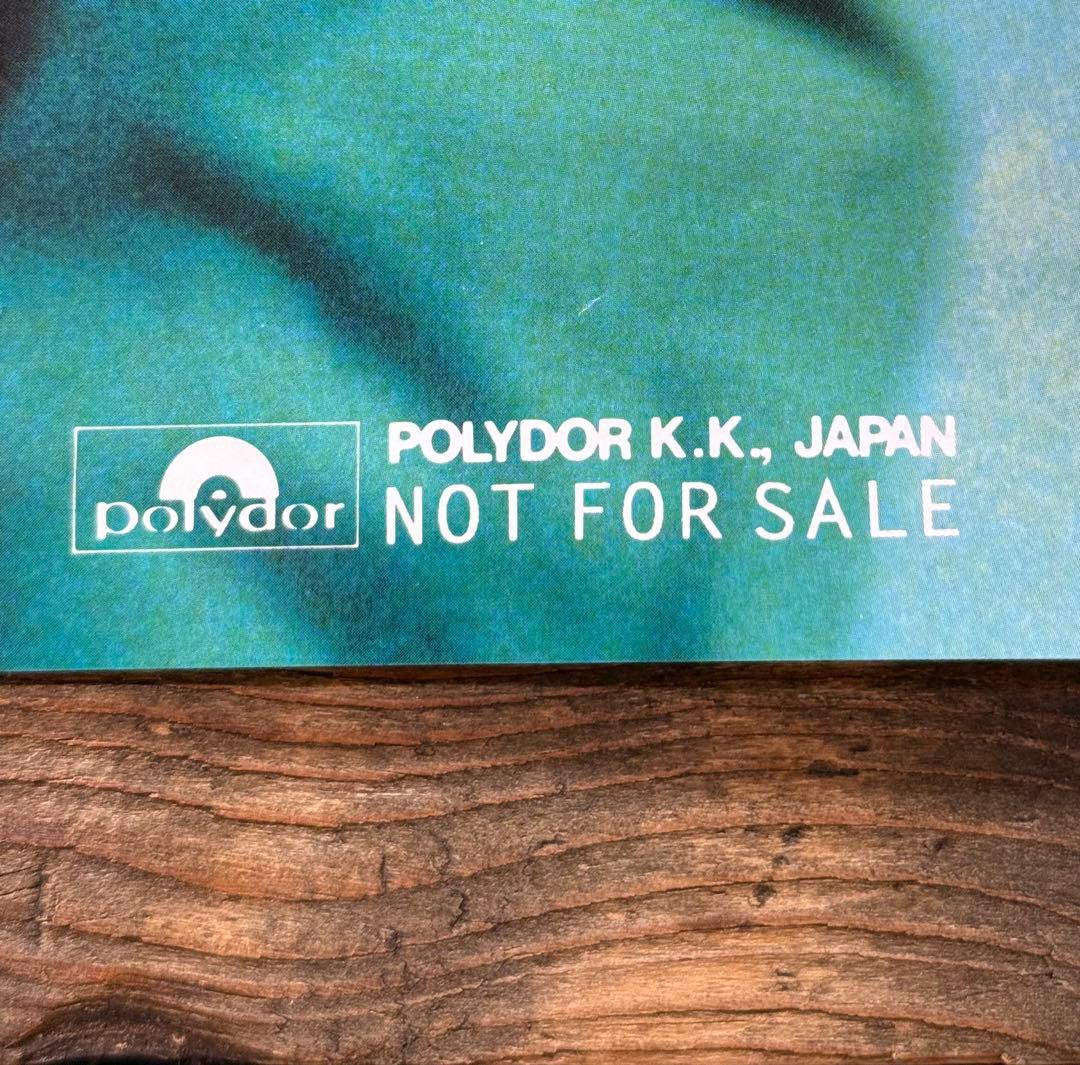 polydor
POLYDOR K.K., JAPAN
NOT FOR SALE